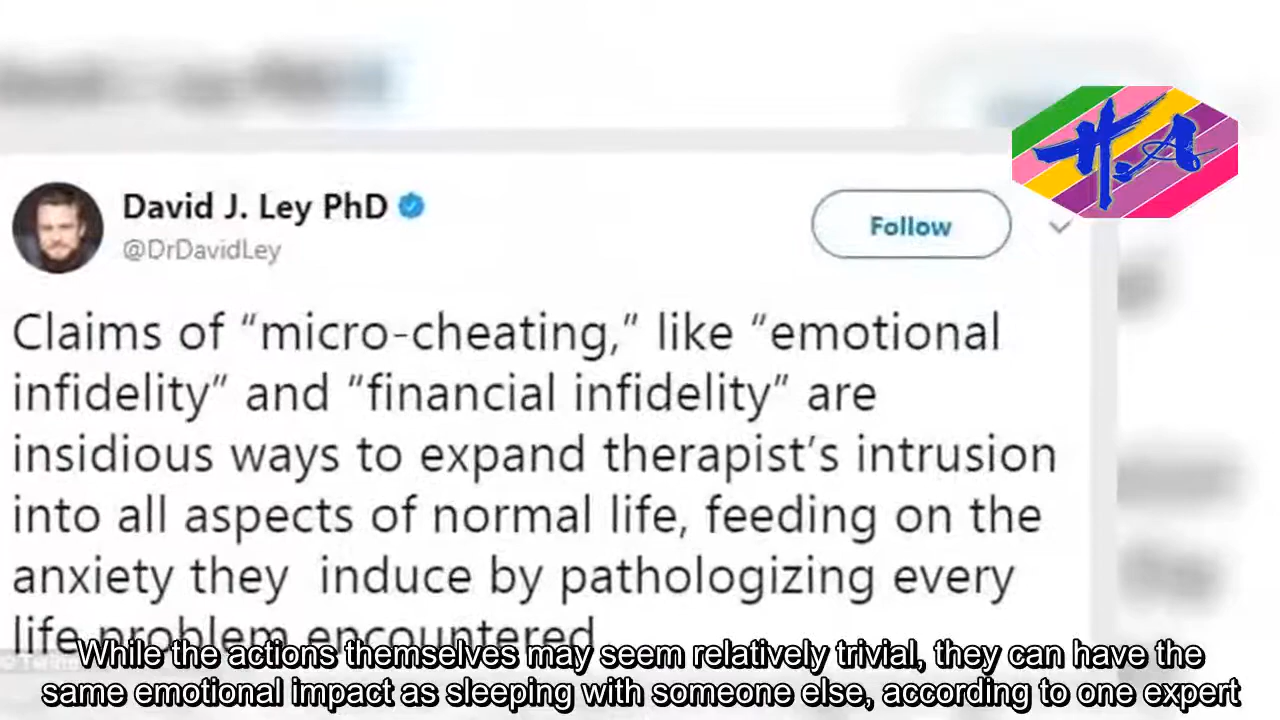 David J. Ley PhD
@DrDavidLey
Follow
H.A
Claims of “micro-cheating,” like “emotional
infidelity” and “financial infidelity” are
insidious ways to expand therapist’s intrusion
into all aspects of normal life, feeding on the
anxiety they induce by pathologizing every
life problem encountered.
While the actions themselves may seem relatively trivial, they can have the
same emotional impact as sleeping with someone else, according to one expert